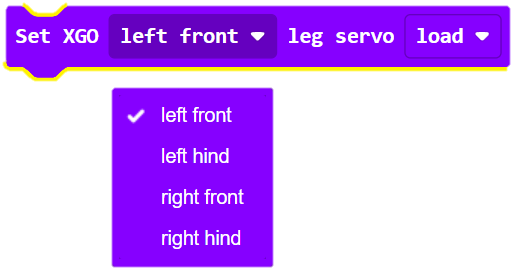 Set XGO left front leg servo load
left front
left hind
right front
right hind